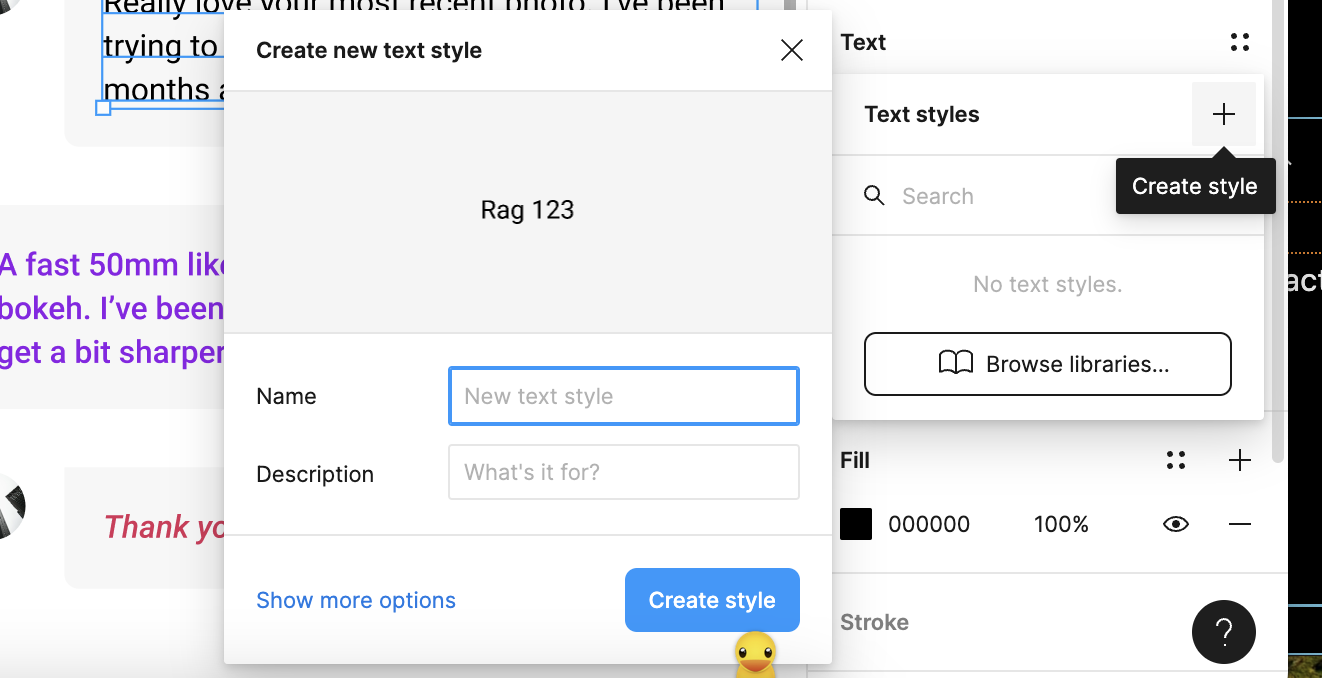 Really love your most recent photo. I've been
trying to
months
Create new text style
Rag 123
Name
New text style
Description
What's it for?
Show more options
Create style
A fast 50mm like
bokeh. I’ve been
get a bit sharper
Thank yo
Text
Text styles
Create style
Search
No text styles.
Browse libraries...
Fill
000000 100%
Stroke
?
act